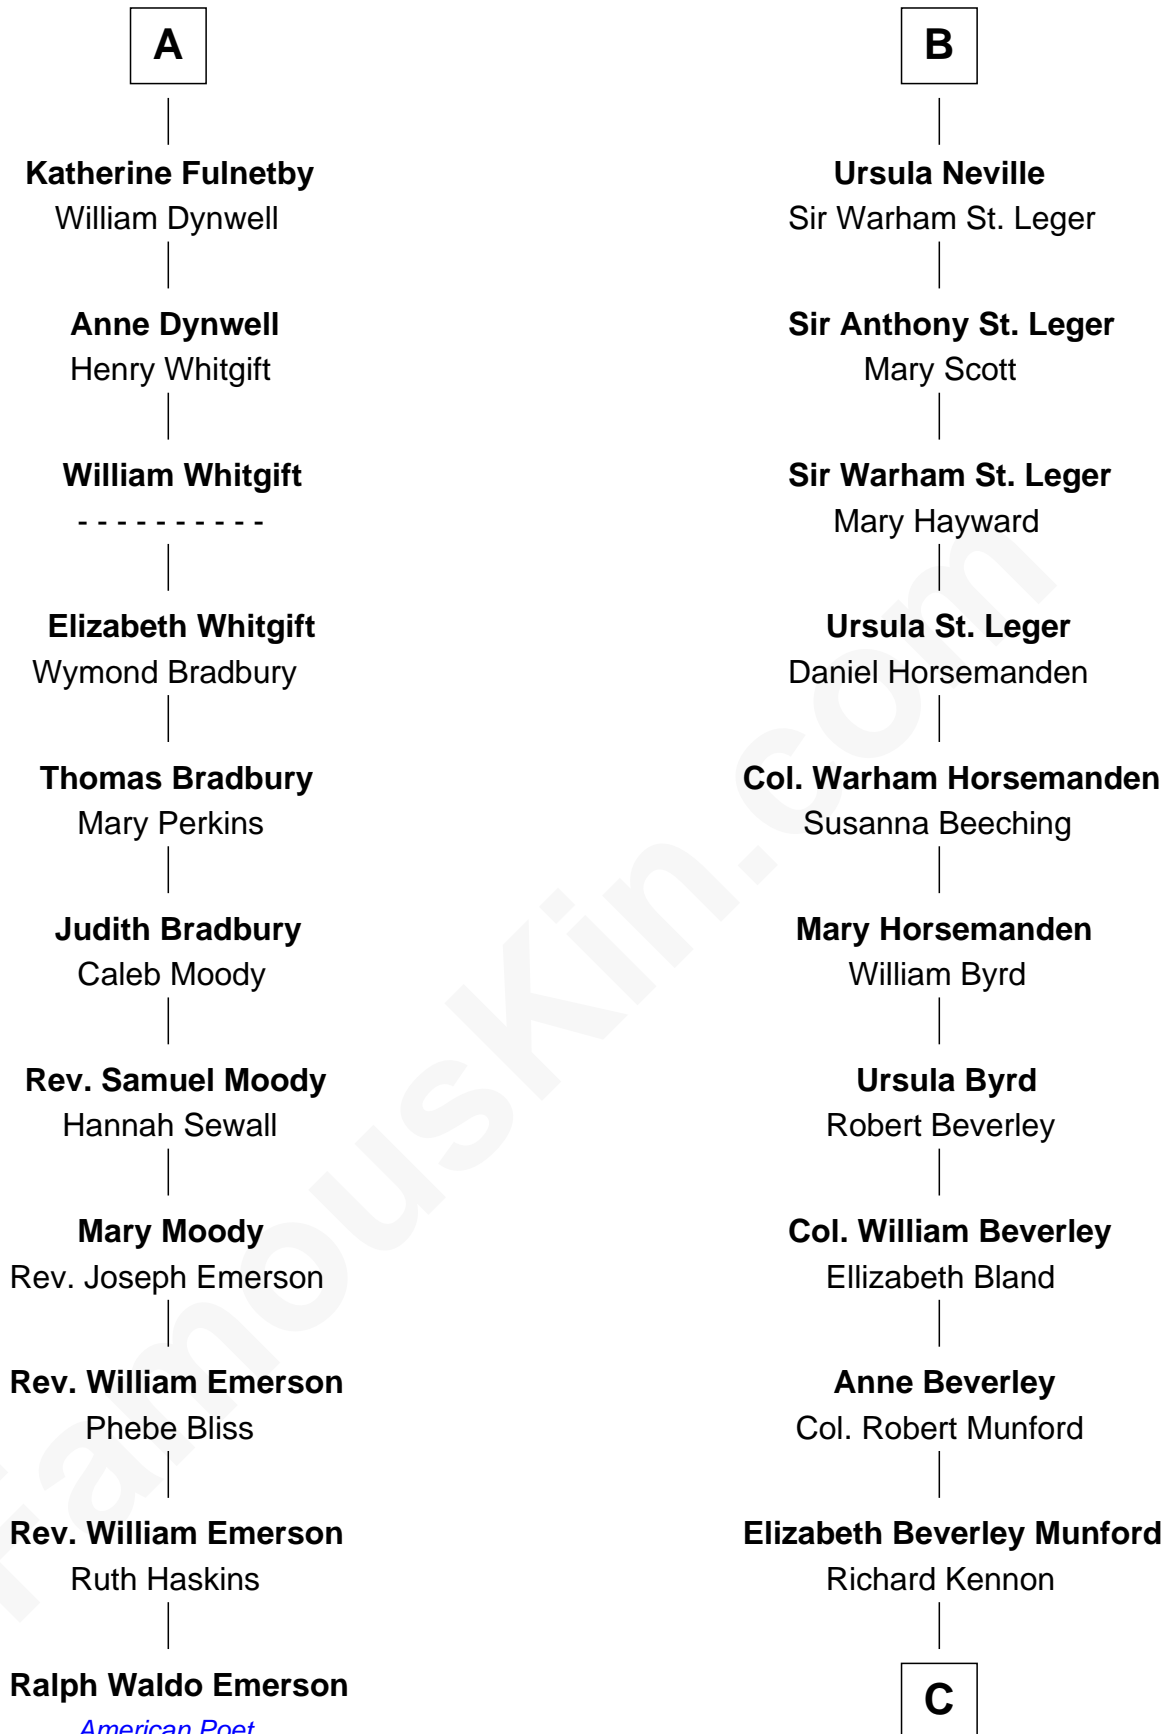 A
Katherine Fulnetby
William Dynwell
Anne Dynwell
Henry Whitgift
William Whitgift
- - - - - - - - - -
Elizabeth Whitgift
Wymond Bradbury
Thomas Bradbury
Mary Perkins
Judith Bradbury
Caleb Moody
Rev. Samuel Moody
Hannah Sewall
Mary Moody
Rev. Joseph Emerson
Rev. William Emerson
Phebe Bliss
Rev. William Emerson
Ruth Haskins
Ralph Waldo Emerson
American Poet
B
Ursula Neville
Sir Warham St. Leger
Sir Anthony St. Leger
Mary Scott
Sir Warham St. Leger
Mary Hayward
Ursula St. Leger
Daniel Horsemanden
Col. Warham Horsemanden
Susanna Beeching
Mary Horsemanden
William Byrd
Ursula Byrd
Robert Beverley
Col. William Beverley
Ellizabeth Bland
Anne Beverley
Col. Robert Munford
Elizabeth Beverley Munford
Richard Kennon
C
FamousKin.com